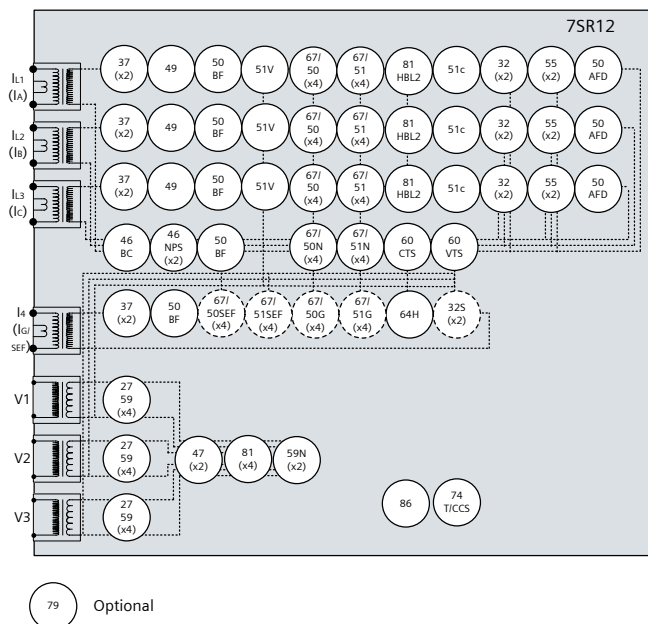 7SR12
IL1
(IA)
37
(x2)
49
50
BF
51V
67/
50
(x4)
67/
51
(x4)
81
HBL2
51c
32
(x2)
55
(x2)
50
AFD
IL2
(IB)
37
(x2)
49
50
BF
51V
67/
50
(x4)
67/
51
(x4)
81
HBL2
51c
32
(x2)
55
(x2)
50
AFD
IL3
(IC)
37
(x2)
49
50
BF
51V
67/
50
(x4)
67/
51
(x4)
81
HBL2
51c
32
(x2)
55
(x2)
50
AFD
46
BC
46
NPS
(x2)
50
BF
67/
50N
(x4)
67/
51N
(x4)
60
CTS
60
VTS
I4
(IG/
SEF)
37
(x2)
50
BF
67/
50SEF
(x4)
67/
51SEF
(x4)
67/
50G
(x4)
67/
51G
(x4)
64H
32S
(x2)
V1
27
59
(x4)
V2
27
59
(x4)
47
(x2)
81
(x4)
59N
(x2)
V3
27
59
(x4)
86
74
T/CCS
79
Optional